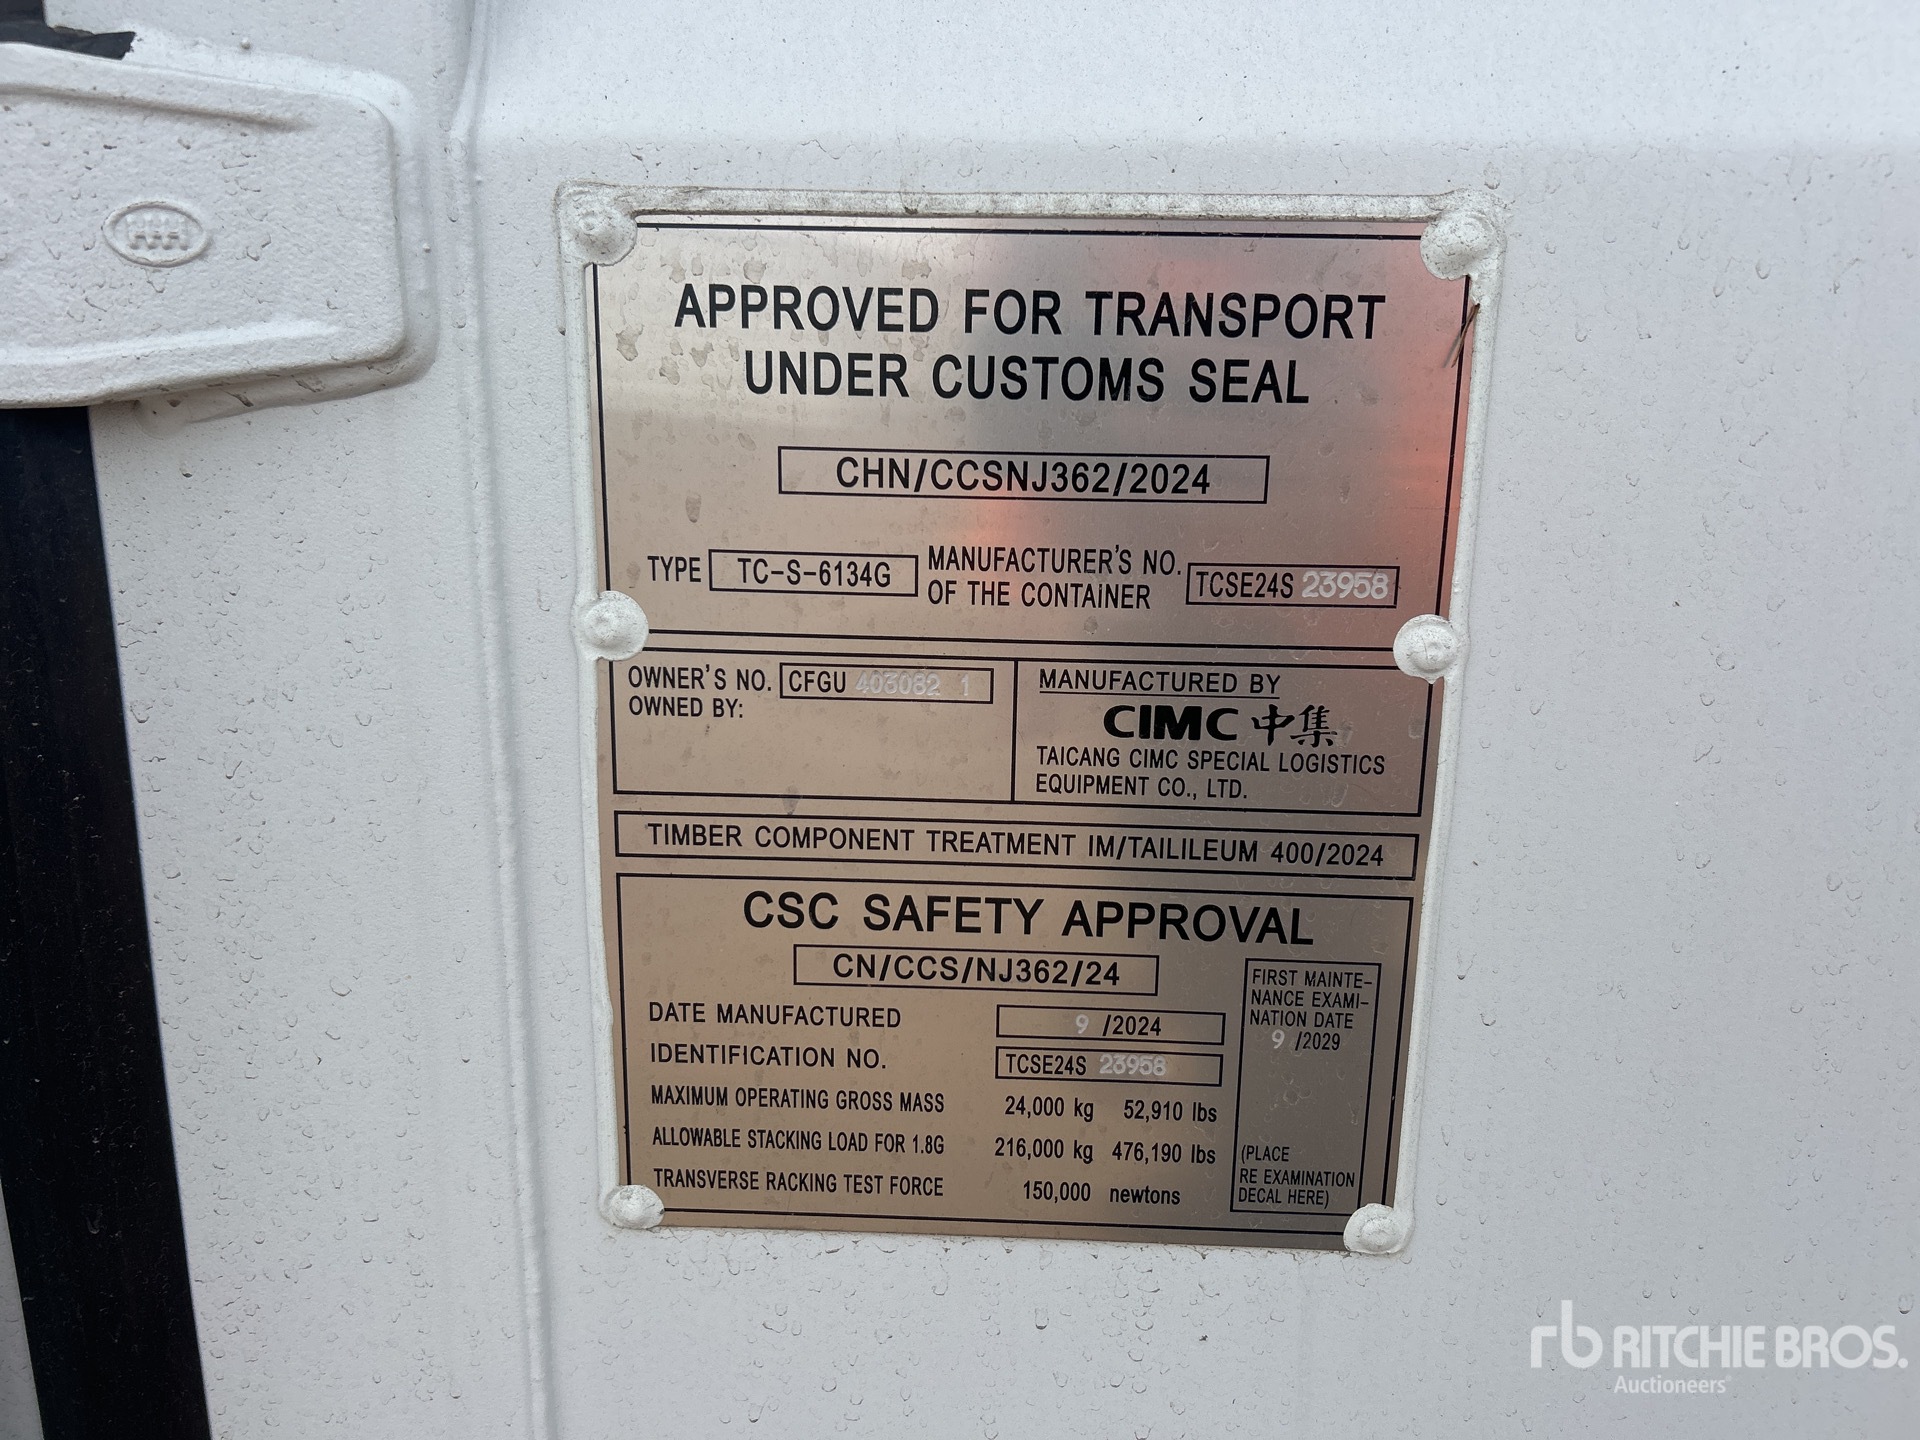 APPROVED FOR TRANSPORT
UNDER CUSTOMS SEAL
CHN/CCSNJ362/2024
TYPE TC-S-6134G MANUFACTURER'S NO. OF THE CONTAINER TCSE24S 23958
OWNER'S NO. CFGU 403082 1
OWNED BY:
MANUFACTURED BY
CIMC 中集
TAICANG CIMC SPECIAL LOGISTICS
EQUIPMENT CO., LTD.
TIMBER COMPONENT TREATMENT IM/TAILILEUM 400/2024
CSC SAFETY APPROVAL
CN/CCS/NJ362/24
DATE MANUFACTURED 9 /2024
IDENTIFICATION NO. TCSE24S 23958
MAXIMUM OPERATING GROSS MASS 24,000 kg 52,910 lbs
ALLOWABLE STACKING LOAD FOR 1.8G 216,000 kg 476,190 lbs
TRANSVERSE RACKING TEST FORCE 150,000 newtons
FIRST MAINTE-
NANCE EXAMI-
NATION DATE
9 /2029
(PLACE
RE EXAMINATION
DECAL HERE)
rb RITCHIE BROS.
Auctioneers